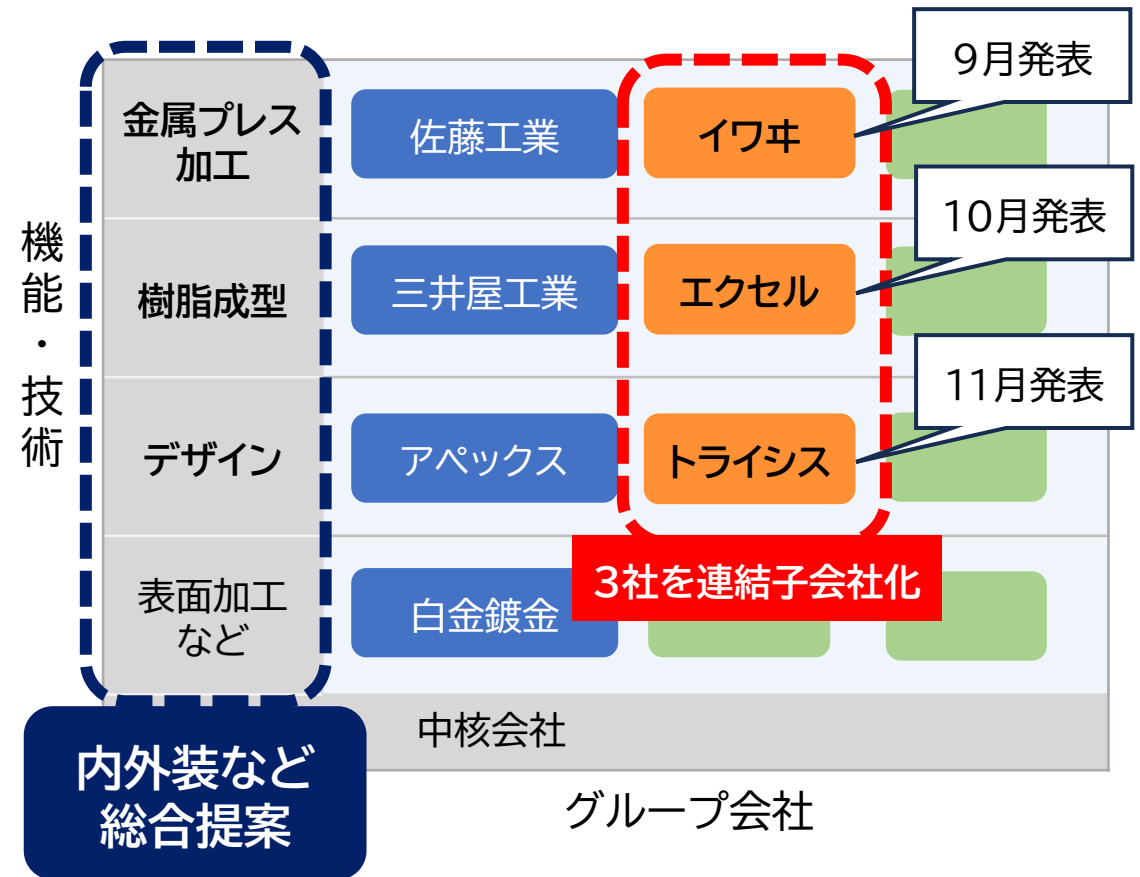 9月発表
金属プレス
加工
佐藤工業
イワヰ
10月発表
樹脂成型
三井屋工業
エクセル
11月発表
デザイン
アペックス
トライシス
3社を連結子会社化
表面加工
など
白金鍍金
機能・技術
中核会社
内外装など
総合提案
グループ会社